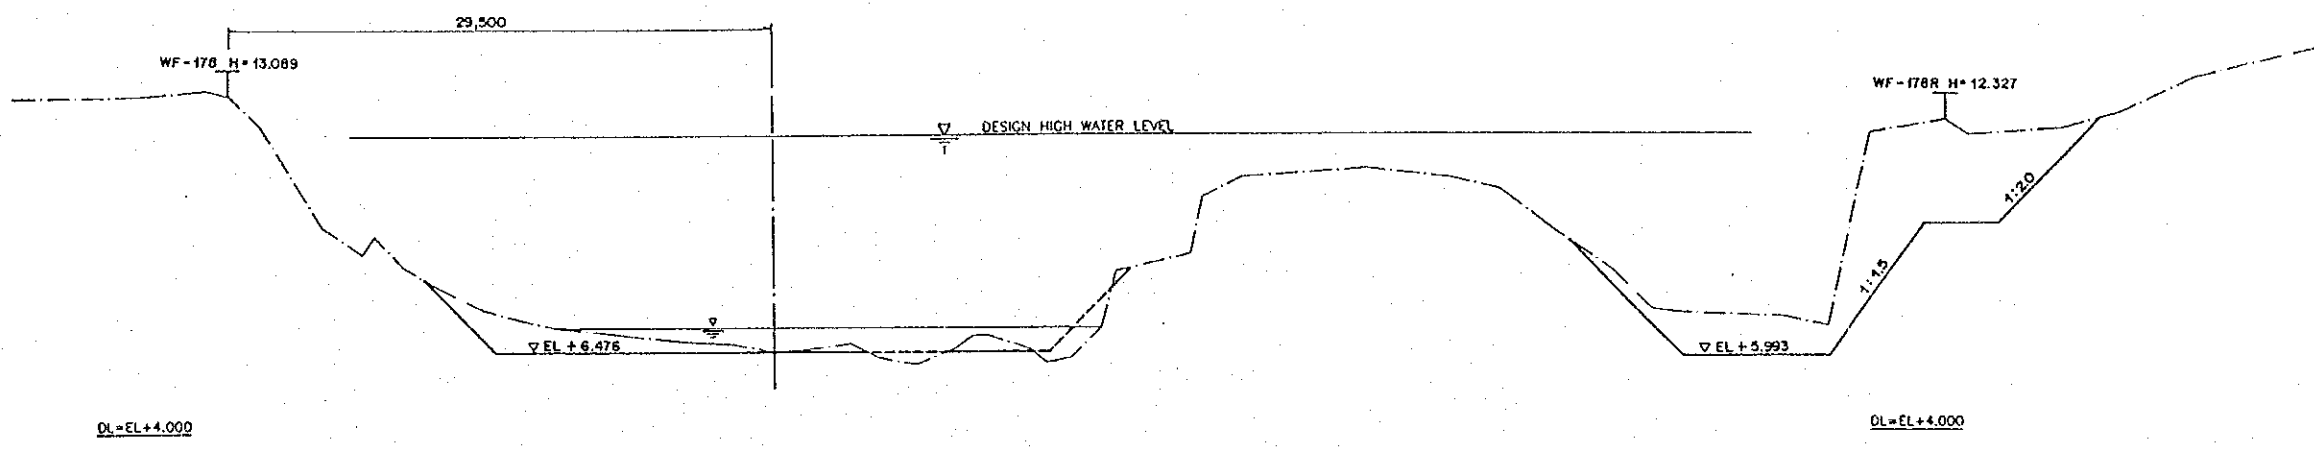 29,500
WF-178 H=13.089
WF-178R H=12.327
DESIGN HIGH WATER LEVEL
1:2.0
1:1.5
EL+6.476
EL+5.993
DL=EL+4.000
DL=EL+4.000